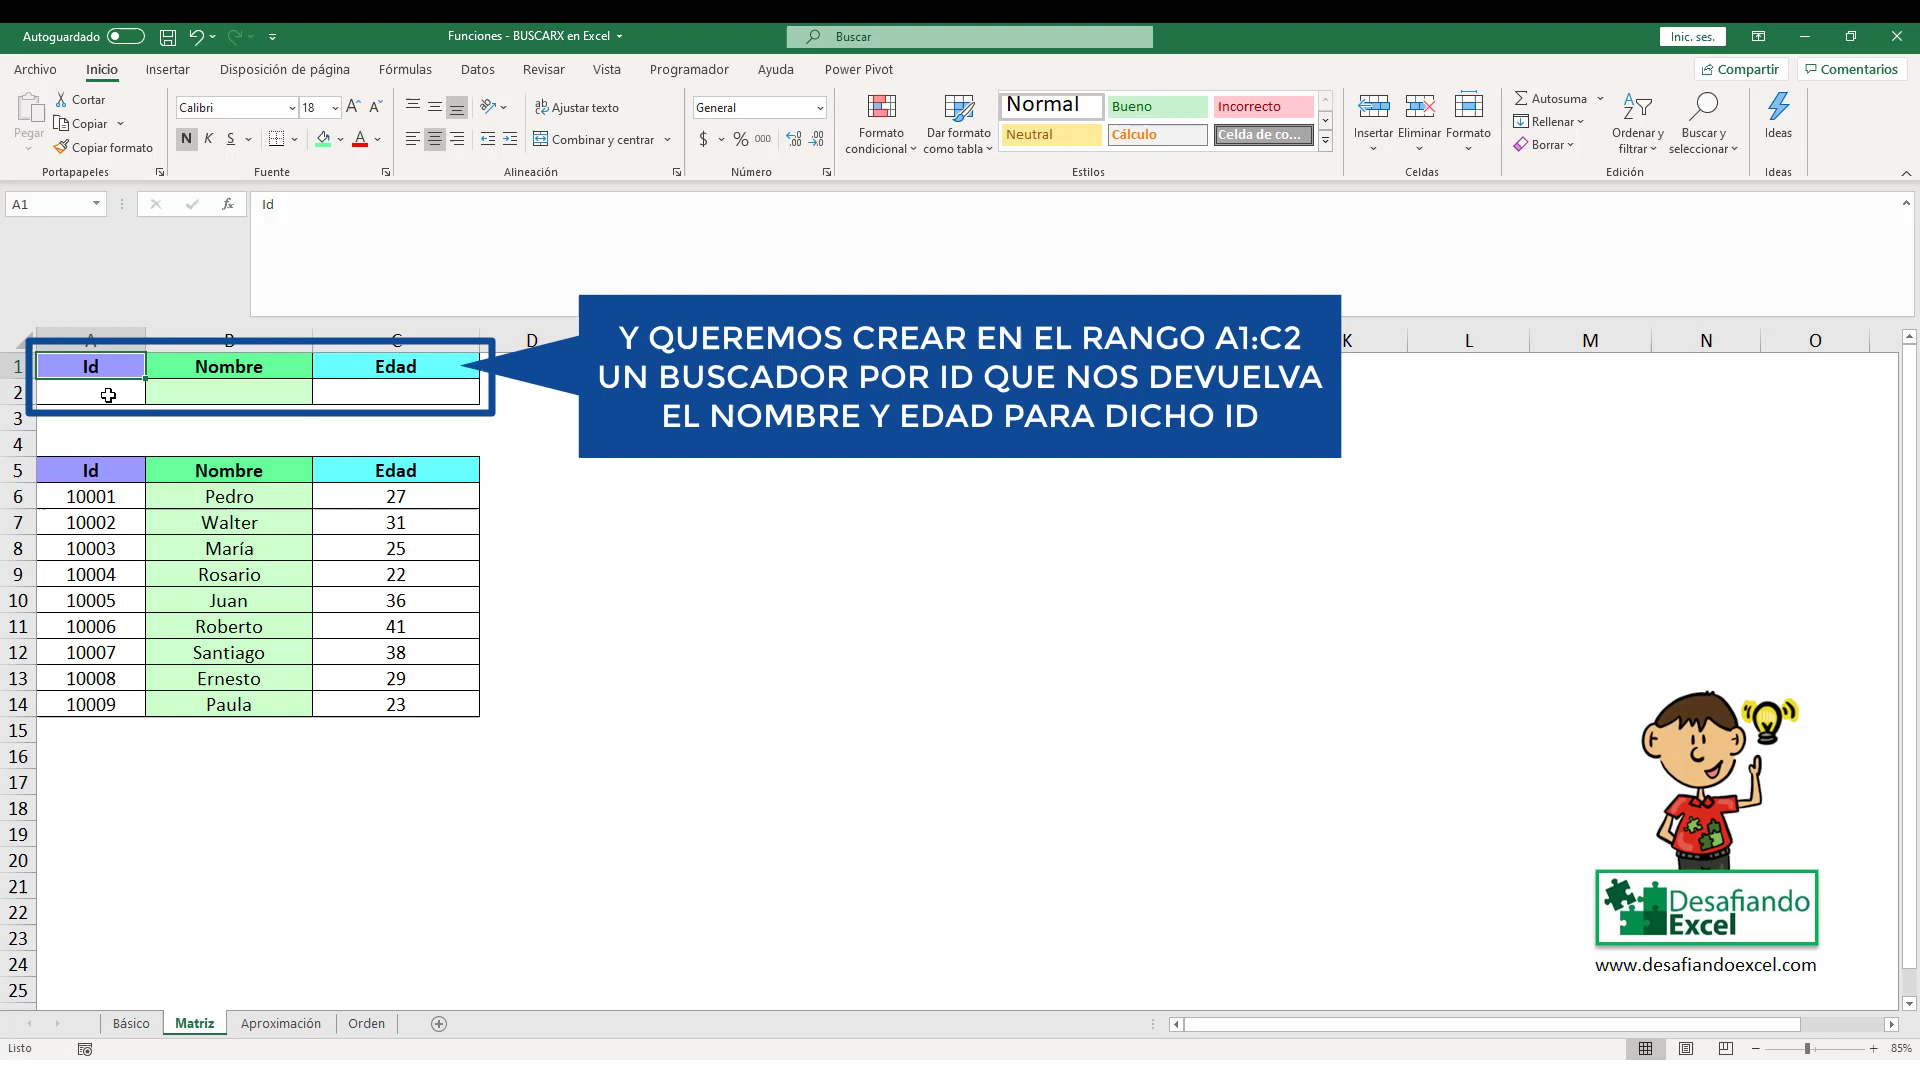 Autoguardado
Funciones - BUSCARX en Excel
Buscar
Inic. ses.
Archivo Inicio Insertar Disposición de página Fórmulas Datos Revisar Vista Programador Ayuda Power Pivot
Compartir
Comentarios
Pegar
Cortar
Copiar
Copiar formato
Portapapeles
Calibri 18
N K S
A
Fuente
Ajustar texto
Combinar y centrar
Alineación
General
$ % 000
Número
Formato condicional
Dar formato como tabla
Normal Bueno Incorrecto
Neutral Cálculo Celda de co...
Estilos
Insertar Eliminar Formato
Celdas
Autosuma
Rellenar
Borrar
Ordenar y filtrar
Buscar y seleccionar
Edición
Ideas
Ideas
A1
fx
Id
A B C D K L M N O
Y QUEREMOS CREAR EN EL RANGO A1:C2
UN BUSCADOR POR ID QUE NOS DEVUELVA
EL NOMBRE Y EDAD PARA DICHO ID
1 Id Nombre Edad
2
3
4
5 Id Nombre Edad
6 10001 Pedro 27
7 10002 Walter 31
8 10003 María 25
9 10004 Rosario 22
10 10005 Juan 36
11 10006 Roberto 41
12 10007 Santiago 38
13 10008 Ernesto 29
14 10009 Paula 23
15
16
17
18
19
20
21
22
23
24
25
Desafiando
Excel
www.desafiandoexcel.com
Básico Matriz Aproximación Orden
Listo
85%